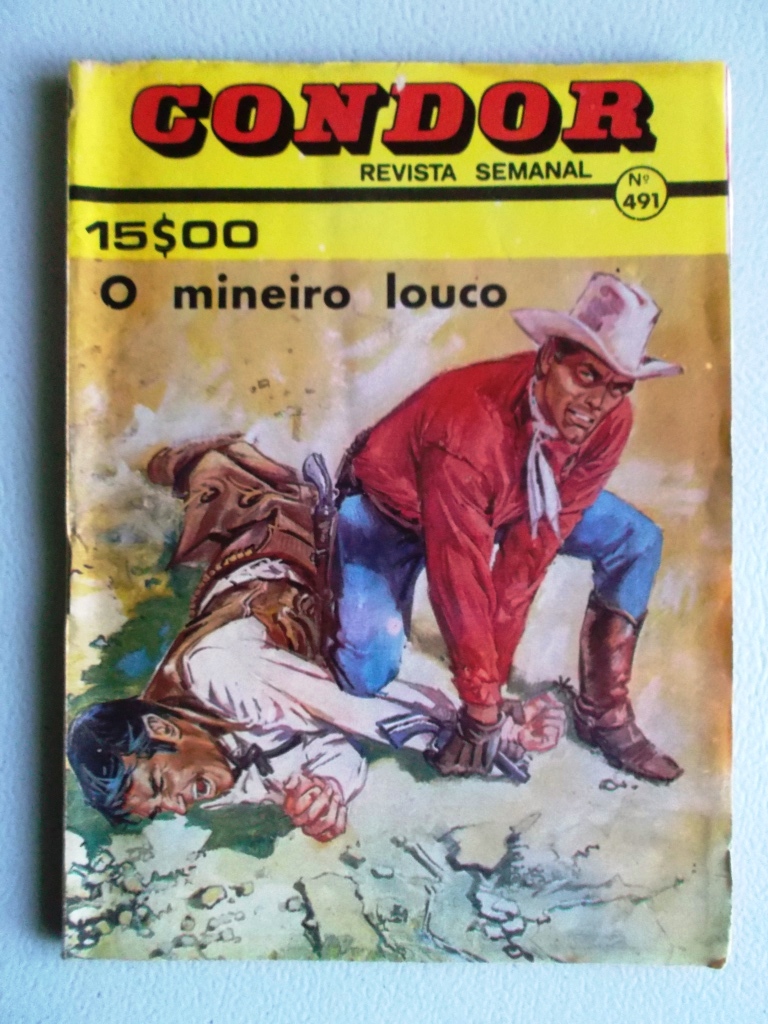 CONDOR
REVISTA SEMANAL
Nº
491
15$00
O mineiro louco